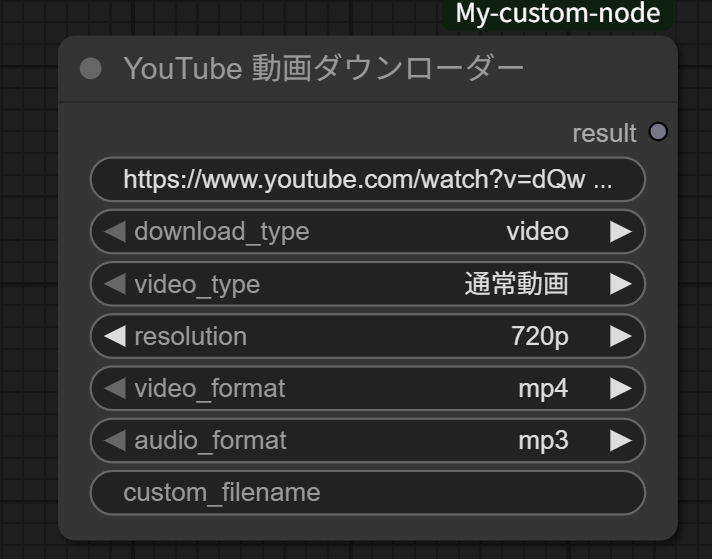 My-custom-node
YouTube 動画ダウンローダー
result
https://www.youtube.com/watch?v=dQw ...
download_type video
video_type 通常動画
resolution 720p
video_format mp4
audio_format mp3
custom_filename